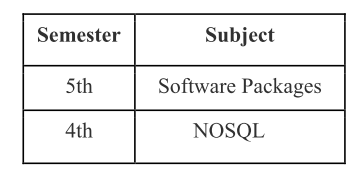 Semester Subject
5th Software Packages
4th NOSQL